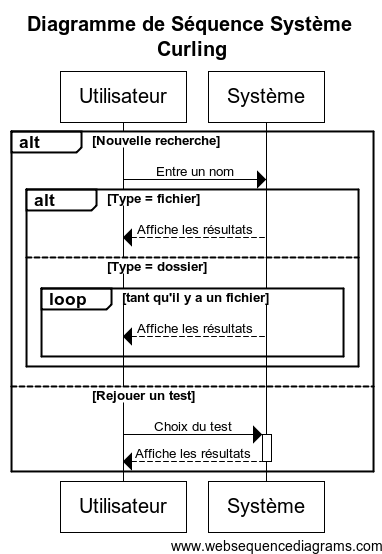 Diagramme de Séquence Système
Curling
Utilisateur Système
alt [Nouvelle recherche]
Entre un nom
alt [Type = fichier]
Affiche les résultats
[Type = dossier]
loop [tant qu'il y a un fichier]
Affiche les résultats
[Rejouer un test]
Choix du test
Affiche les résultats
Utilisateur Système
www.websequencediagrams.com